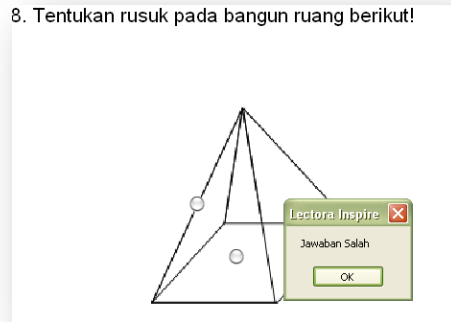 8. Tentukan rusuk pada bangun ruang berikut!
Lectora Inspire
Jawaban Salah
OK